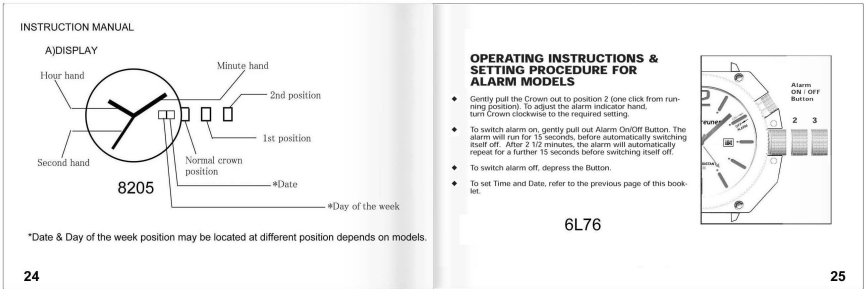 INSTRUCTION MANUAL
A)DISPLAY
Hour hand
Minute hand
2nd position
1st position
Second hand
Normal crown
position
8205
*Date
*Day of the week
*Date & Day of the week position may be located at different position depends on models.
24
OPERATING INSTRUCTIONS &
SETTING PROCEDURE FOR
ALARM MODELS
◆ Gently pull the Crown out to position 2 (one click from run-
ning position). To adjust the alarm indicator hand,
turn Crown clockwise to the required setting.
◆ To switch alarm on, gently pull out Alarm On/Off Button. The
alarm will run for 15 seconds, before automatically switching
itself off. After 2 1/2 minutes, the alarm will automatically
repeat for a further 15 seconds before switching itself off.
◆ To switch alarm off, depress the Button.
◆ To set Time and Date, refer to the previous page of this book-
let.
6L76
Alarm
ON / OFF
Button
2 3
reuner
25